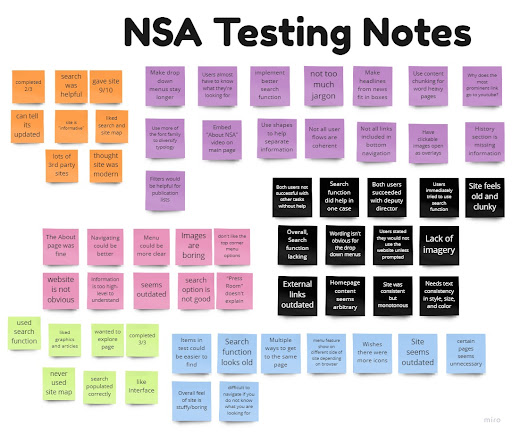 NSA Testing Notes
completed
2/3
search
was
helpful
gave site
9/10
can tell
its
updated
site is
"informative"
liked
search and
site map
lots of
3rd party
sites
thought
site was
modern
Make drop
down
menus stay
longer
Users almost
have to know
what they're
looking for
implement
better
search
function
not too
much
jargon
Make
headlines
from news
fit in boxes
Use content
chunking for
word heavy
pages
Why does the
most
prominent link
go to youtube?
Use more of
the font family
to diversify
typology
Embed
"About NSA"
video on
main page
Use shapes to
help separate
information
Not all user
flows are
coherent
Not all links
included in
bottom
navigation
have
clickable
images open
as overlays
History
section is
missing
information
Filters
would be
helpful for
publication
lists
Both users not
successful with
other tasks
without help
Search
function
did help in
one case
Both users
succeeded
with deputy
director
Users
immediately
tried to use
search function
Site feels
old and
clunky
Overall,
Search
function
lacking
Wording isn't
obvious for
the drop
down menus
Users stated
they would not
use the
website unless
prompted
Lack of
imagery
External
links
outdated
Homepage
content
seems
arbitrary
Site was
consistent
but
monotonous
Needs text
consistency
in style, size,
and color
The About
page was
fine
Navigating
could be
better
Menu
could be
more clear
Images
are
boring
don't like the
top corner
menu
options
website
is not
obvious
Information is
too high-
level to
understand
seems
outdated
search
option is
not good
"Press
Room"
doesn't
explain
used
search
function
liked
graphics
and articles
wanted to
explore
page
completed
3/3
never
used
site map
search
populated
correctly
like
interface
Items in
test could
be easier to
find
Search
function
looks old
Multiple
ways to get
to the same
page
menu feature
show on
different side of
site depending
on browser
Wishes
there were
more icons
Site
seems
outdated
certain
pages
seems
unnecessary
Overall feel of
site is
stuffy/boring
difficult to
navigate if you
do not know
what you are
looking for
miro